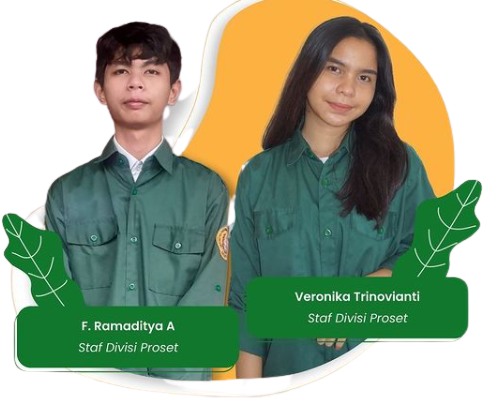 F. Ramaditya A
Staf Divisi Proset
Veronika Trinovianti
Staf Divisi Proset